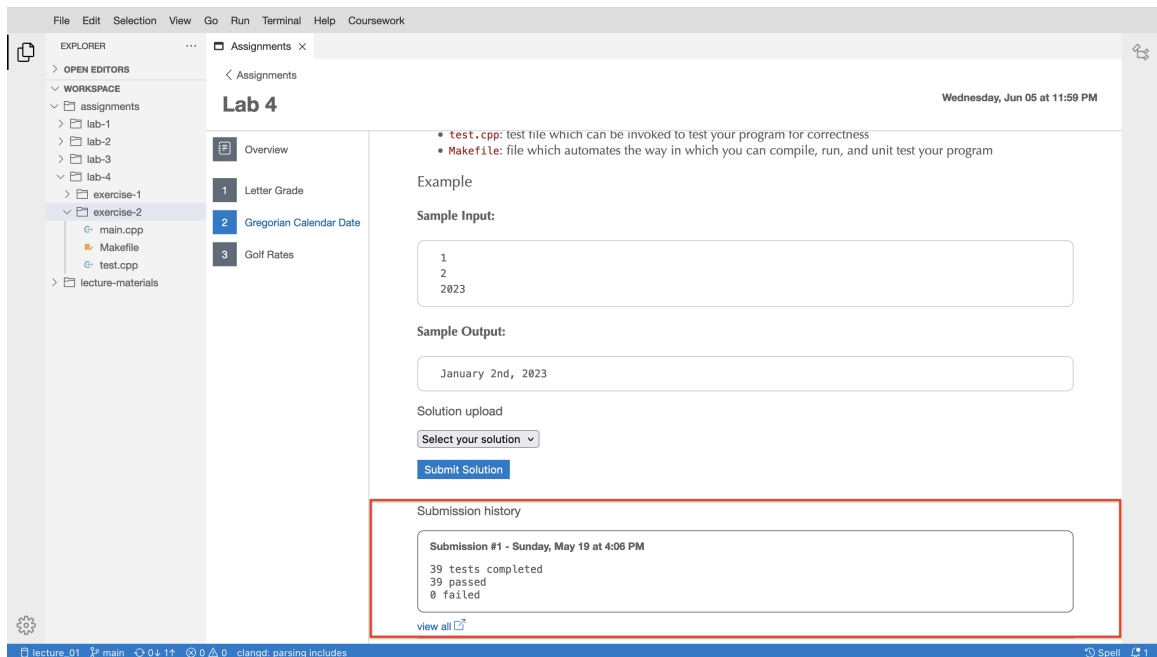 File Edit Selection View Go Run Terminal Help Coursework
EXPLORER ...
OPEN EDITORS
WORKSPACE
assignments
lab-1
lab-2
lab-3
lab-4
exercise-1
exercise-2
main.cpp
Makefile
test.cpp
lecture-materials
Assignments
Assignments
Lab 4
Wednesday, Jun 05 at 11:59 PM
Overview
1 Letter Grade
2 Gregorian Calendar Date
3 Golf Rates
• test.cpp: test file which can be invoked to test your program for correctness
• Makefile: file which automates the way in which you can compile, run, and unit test your program
Example
Sample Input:
1
2
2023
Sample Output:
January 2nd, 2023
Solution upload
Select your solution
Submit Solution
Submission history
Submission #1 - Sunday, May 19 at 4:06 PM
39 tests completed
39 passed
0 failed
view all
lecture_01 main 0↓ 1↑ 0 0 clangd: parsing includes Spell 1